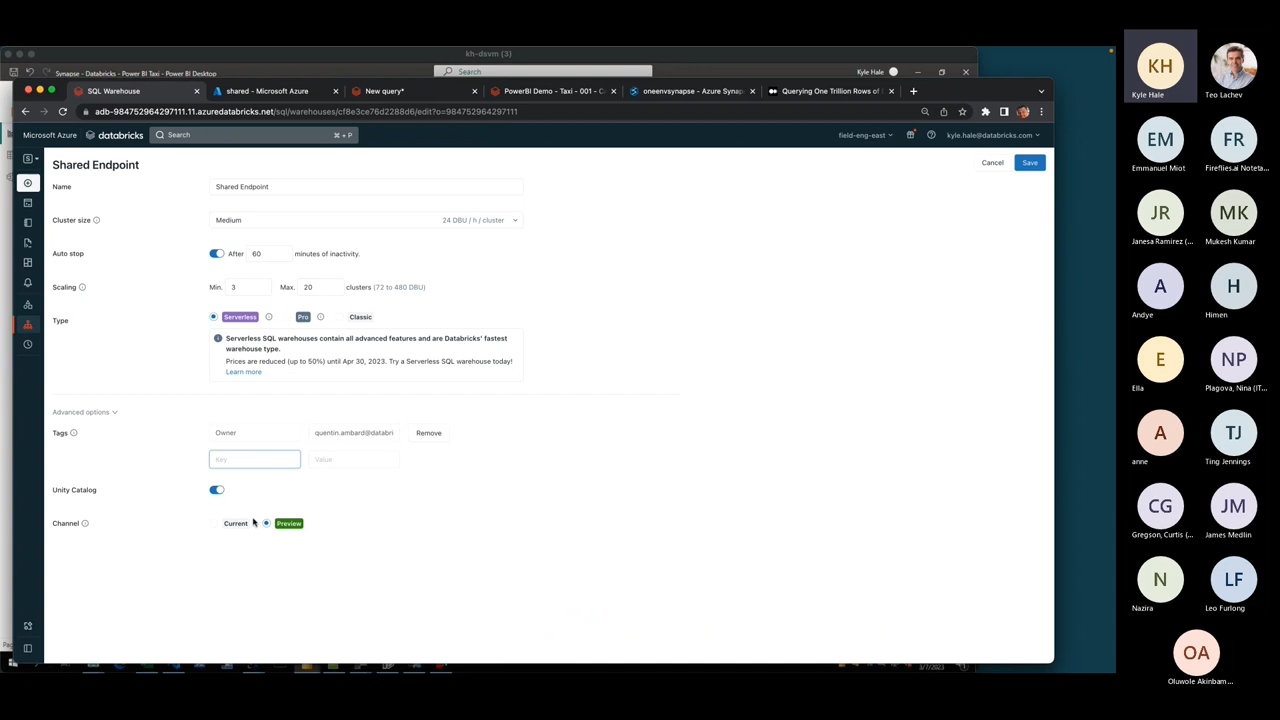 kh-dsvm (3)
Synapse - Databricks - Power BI Taxi - Power BI Desktop
Search
Kyle Hale
SQL Warehouse
shared - Microsoft Azure
New query*
PowerBI Demo - Taxi - 001 - C
oneenvsynapse - Azure Synap
Querying One Trillion Rows of
adb-984752964297111.11.azuredatabricks.net/sql/warehouses/cf8e3ce76d2288d6/edit?o=984752964297111
Microsoft Azure
databricks
Search
⌘ + P
field-eng-east
kyle.hale@databricks.com
Shared Endpoint
Cancel
Save
Name
Shared Endpoint
Cluster size
Medium
24 DBU / h / cluster
Auto stop
After
60
minutes of inactivity.
Scaling
Min.
3
Max.
20
clusters (72 to 480 DBU)
Type
Serverless
Pro
Classic
Serverless SQL warehouses contain all advanced features and are Databricks' fastest
warehouse type.
Prices are reduced (up to 50%) until Apr 30, 2023. Try a Serverless SQL warehouse today!
Learn more
Advanced options
Tags
Owner
quentin.ambard@databri
Remove
Key
Value
Unity Catalog
Channel
Current
Preview
3/7/2023
KH
Kyle Hale
Teo Lachev
EM
Emmanuel Miot
FR
Fireflies.ai Noteta...
JR
Janesa Ramirez (...
MK
Mukesh Kumar
A
Andye
H
Himen
E
Ella
NP
Plagova, Nina (IT...
A
anne
TJ
Ting Jennings
CG
Gregson, Curtis (...
JM
James Medlin
N
Nazira
LF
Leo Furlong
OA
Oluwole Akinbam...